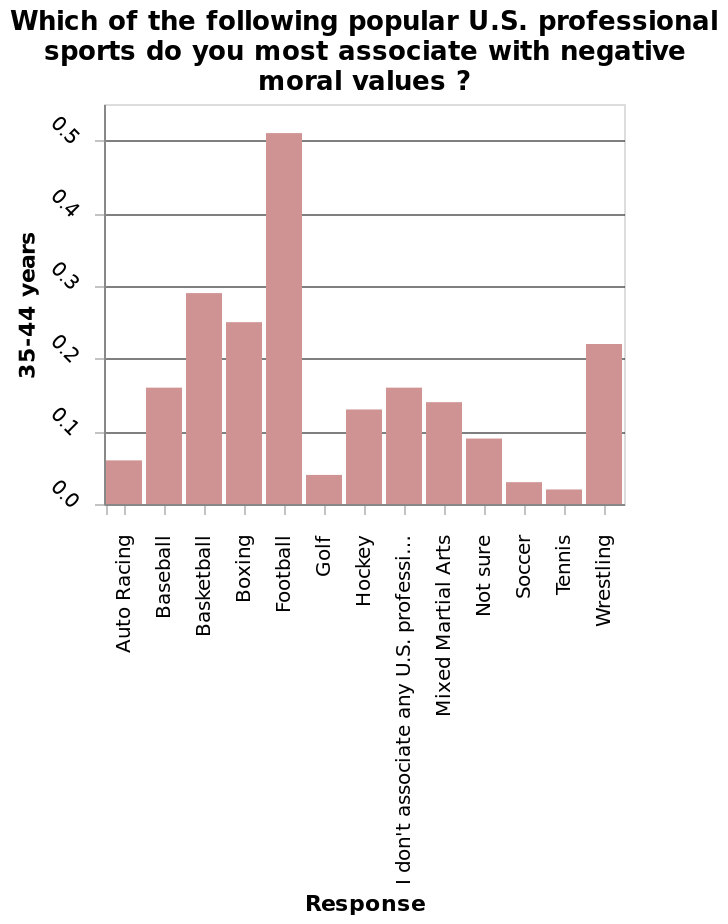 Which of the following popular U.S. professional
sports do you most associate with negative
moral values ?
35-44 years
0.5
0.4
0.3
0.2
0.1
0.0
Auto Racing
Baseball
Basketball
Boxing
Football
Golf
Hockey
I don't associate any U.S. professi...
Mixed Martial Arts
Not sure
Soccer
Tennis
Wrestling
Response